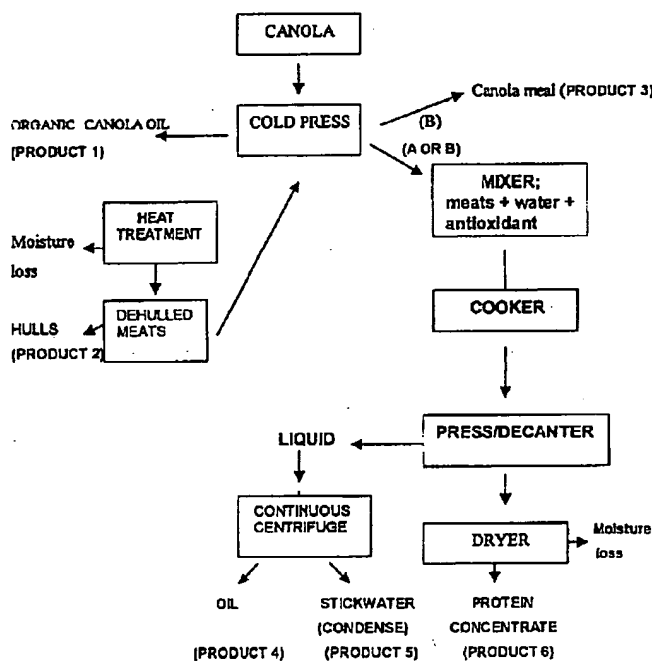 CANOLA
Canola meal (PRODUCT 3)
ORGANIC CANOLA OIL
(PRODUCT 1)
COLD PRESS
(B)
(A OR B)
MIXER;
meats + water +
antioxidant
HEAT
TREATMENT
Moisture
loss
DEHULLED
MEATS
HULLS
(PRODUCT 2)
COOKER
LIQUID
PRESS/DECANTER
CONTINUOUS
CENTRIFUGE
DRYER
Moisture
loss
OIL
(PRODUCT 4)
STICKWATER
(CONDENSE)
(PRODUCT 5)
PROTEIN
CONCENTRATE
(PRODUCT 6)